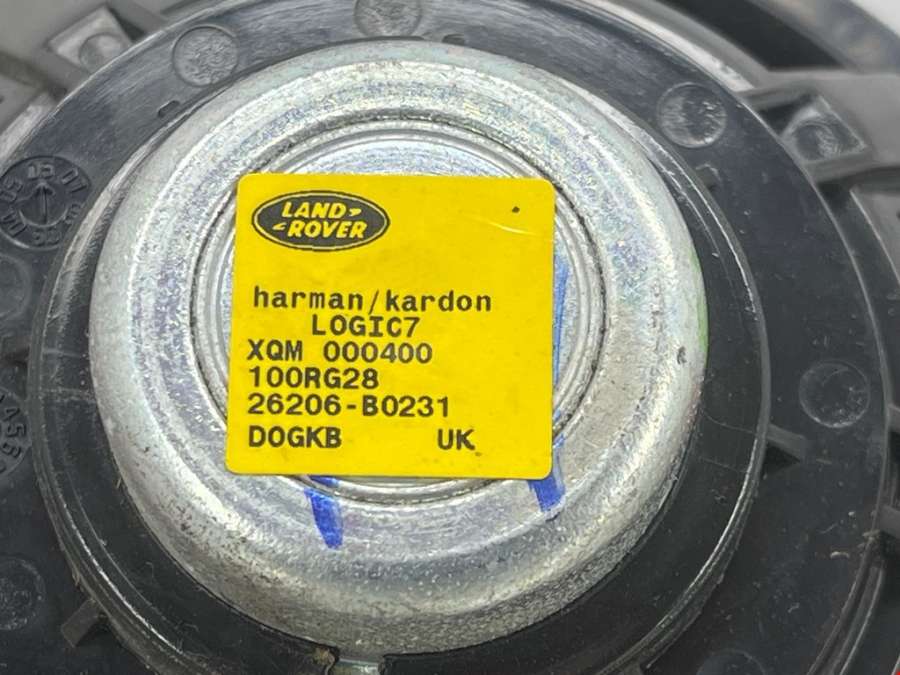 LAND
ROVER
harman/kardon
LOGIC7
XQM 000400
100RG28
26206-B0231
DOGKB UK